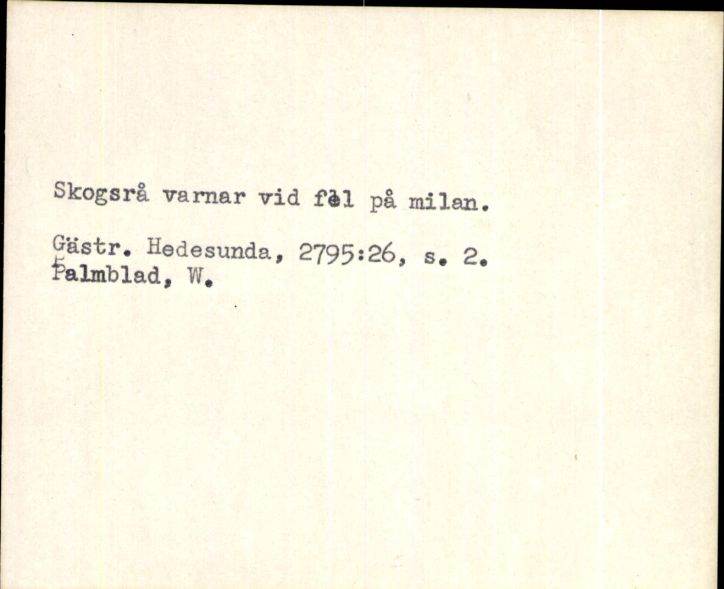 Skogsrå varnar vid fel på milan.
Gästr. Hedesunda, 2795:26, s. 2.
Palmblad, W.